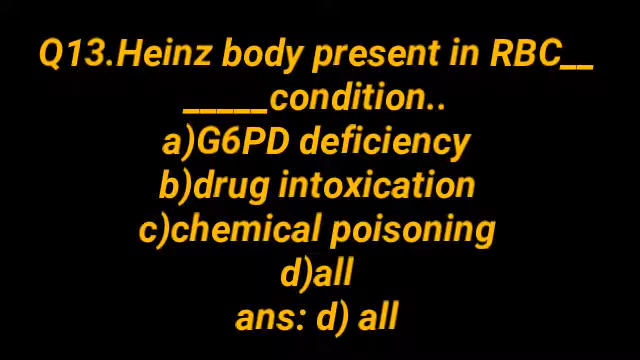 Q13.Heinz body present in RBC__
_____condition..
a)G6PD deficiency
b)drug intoxication
c)chemical poisoning
d)all
ans: d) all